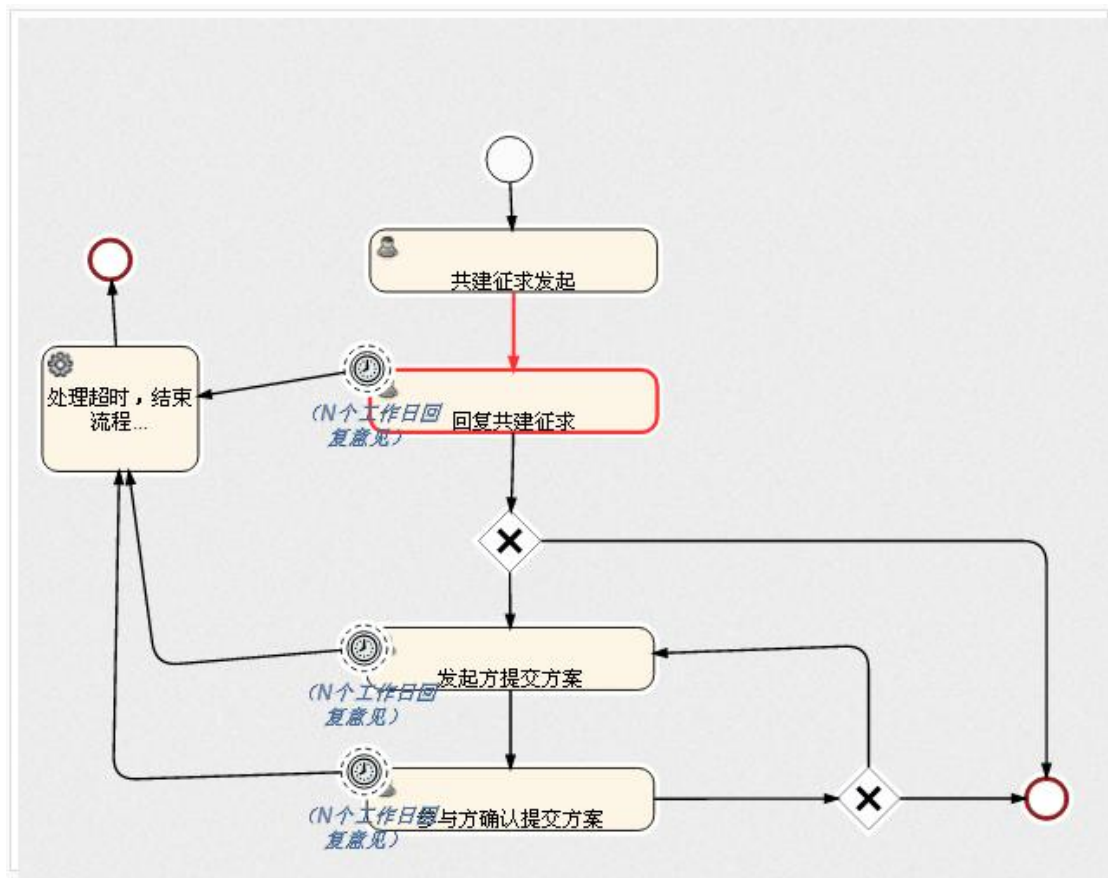 共建征求发起
处理超时，结束
流程...
(N个工作日回
复意见)
回复共建征求
发起方提交方案
(N个工作日回
复意见)
参与方确认提交方案
(N个工作日回
复意见)